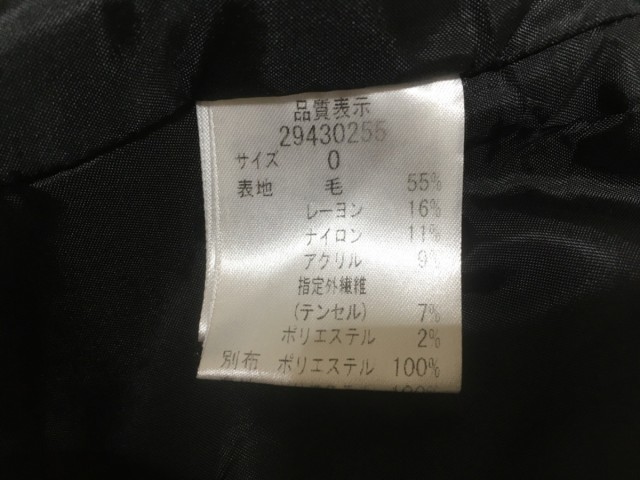 品質表示
29430255
サイズ 0
表地 毛 55%
レーヨン 16%
ナイロン 11%
アクリル 9%
指定外繊維
(テンセル) 7%
ポリエステル 2%
別布 ポリエステル 100%